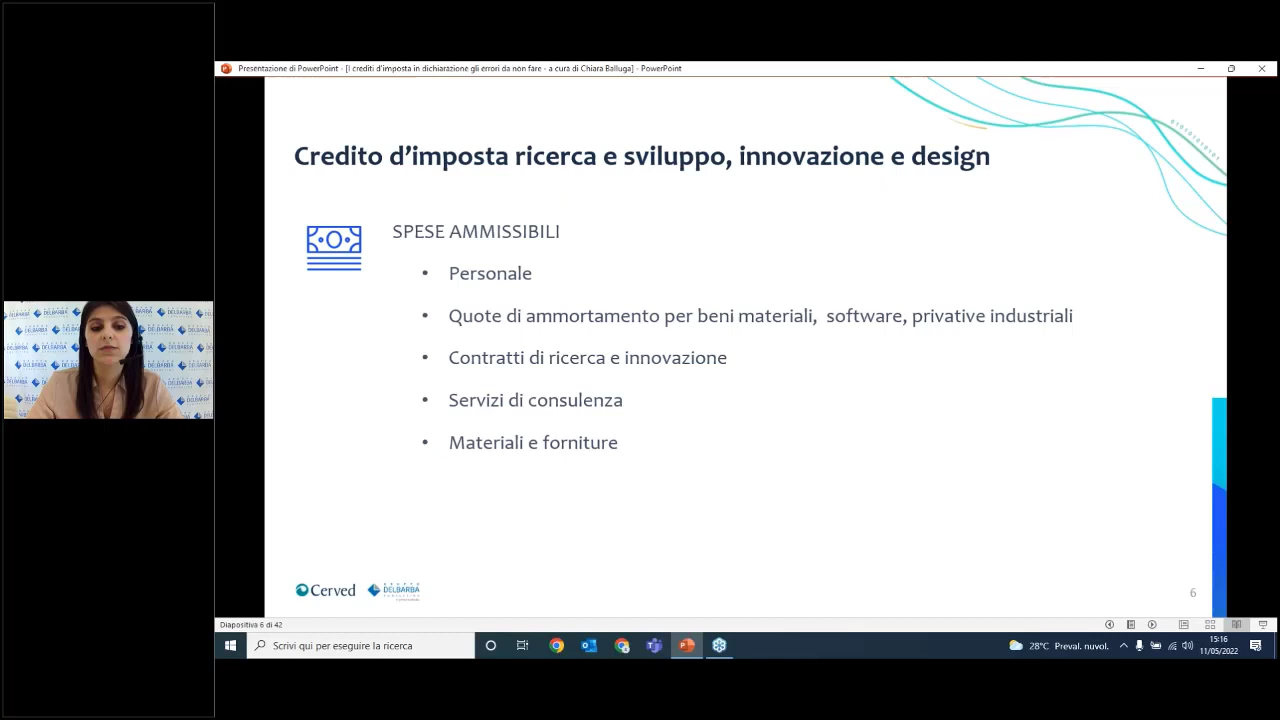 Presentazione di PowerPoint - [I crediti d'imposta in dichiarazione gli errori da non fare - a cura di Chiara Balluga] - PowerPoint
Credito d’imposta ricerca e sviluppo, innovazione e design
SPESE AMMISSIBILI
• Personale
• Quote di ammortamento per beni materiali, software, privative industriali
• Contratti di ricerca e innovazione
• Servizi di consulenza
• Materiali e forniture
Cerved
GRUPPO
DELBARBA
CONSULTING
6
Diapositiva 6 di 42
Scrivi qui per eseguire la ricerca
28°C Preval. nuvol.
15:16
11/05/2022